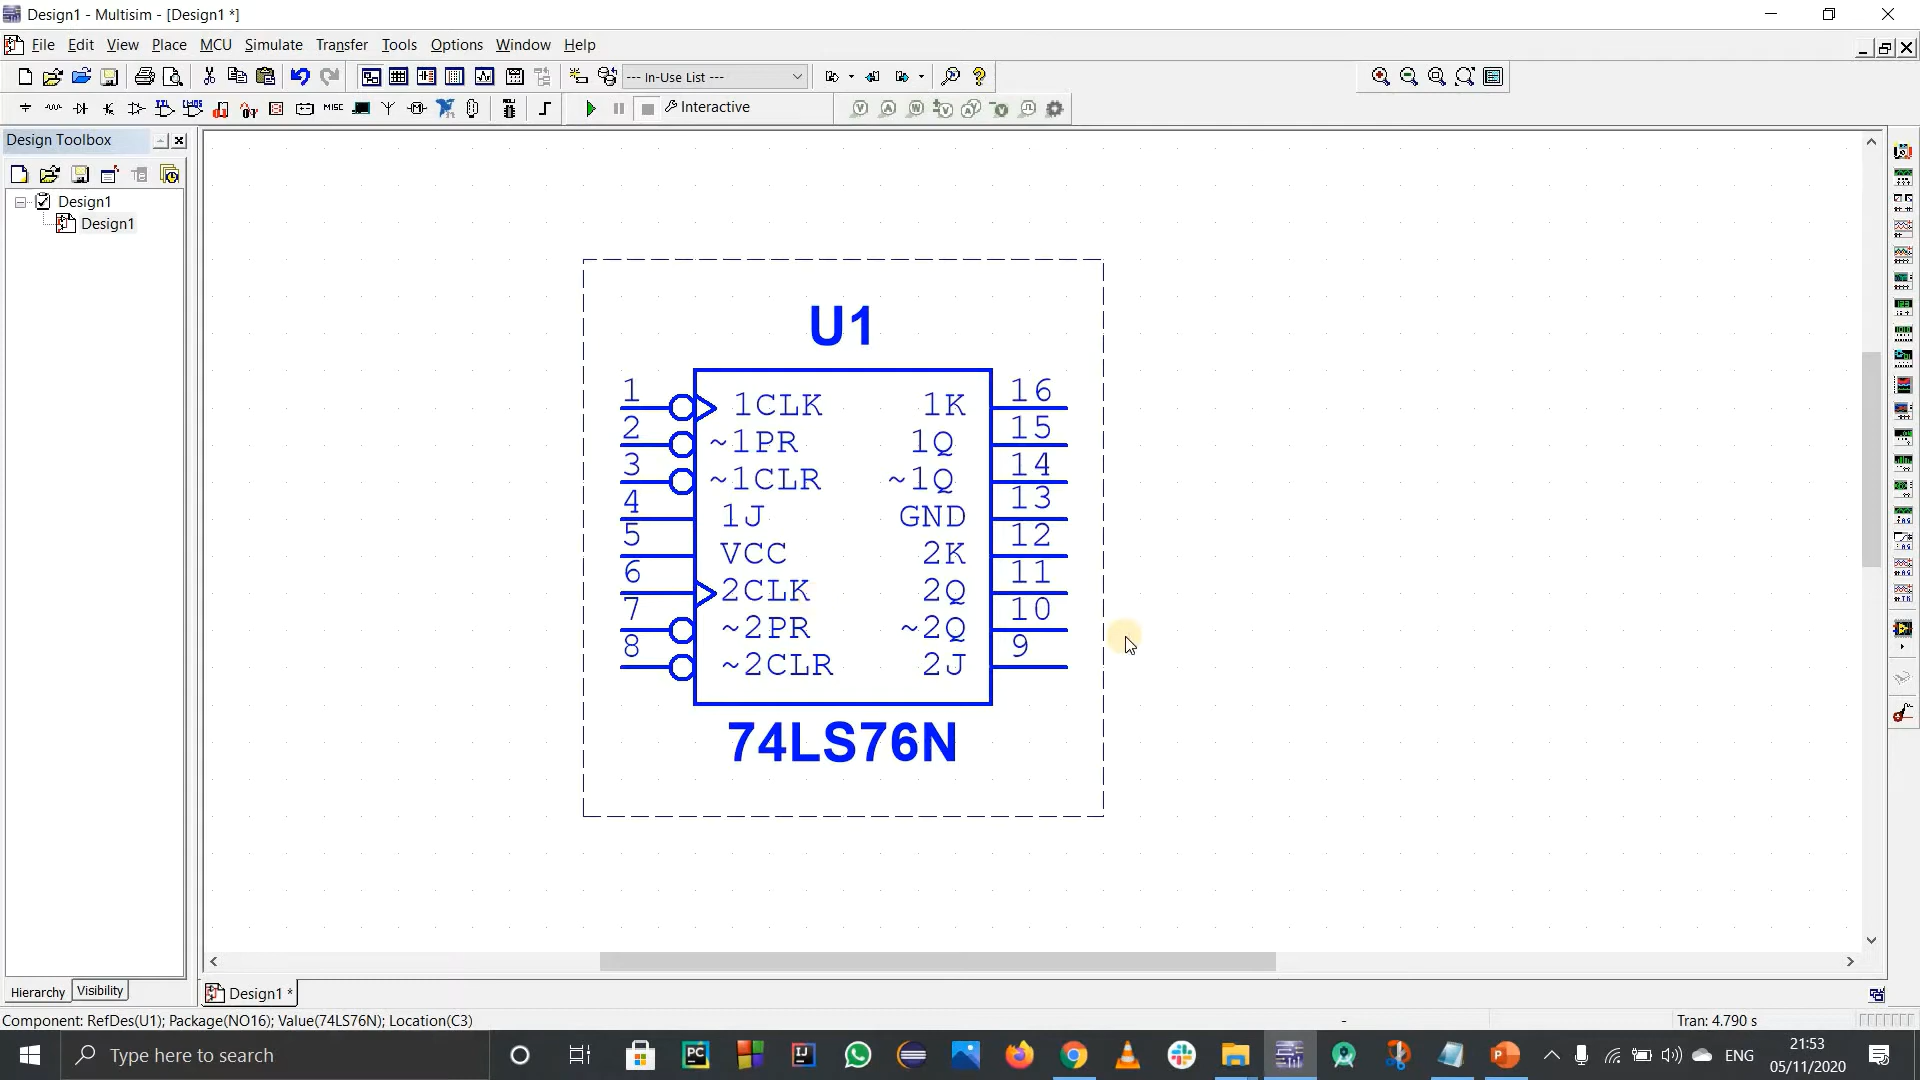 Design1 - Multisim - [Design1 *]
File Edit View Place MCU Simulate Transfer Tools Options Window Help
--- In-Use List ---
MISC Interactive
Design Toolbox
Design1
Design1
U1
1 1CLK 1K 16
2 ~1PR 1Q 15
3 ~1CLR ~1Q 14
4 1J GND 13
5 VCC 2K 12
6 2CLK 2Q 11
7 ~2PR ~2Q 10
8 ~2CLR 2J 9
74LS76N
Hierarchy Visibility
Design1 *
Component: RefDes(U1); Package(NO16); Value(74LS76N); Location(C3)
-
Tran: 4.790 s
Type here to search
ENG
21:53
05/11/2020